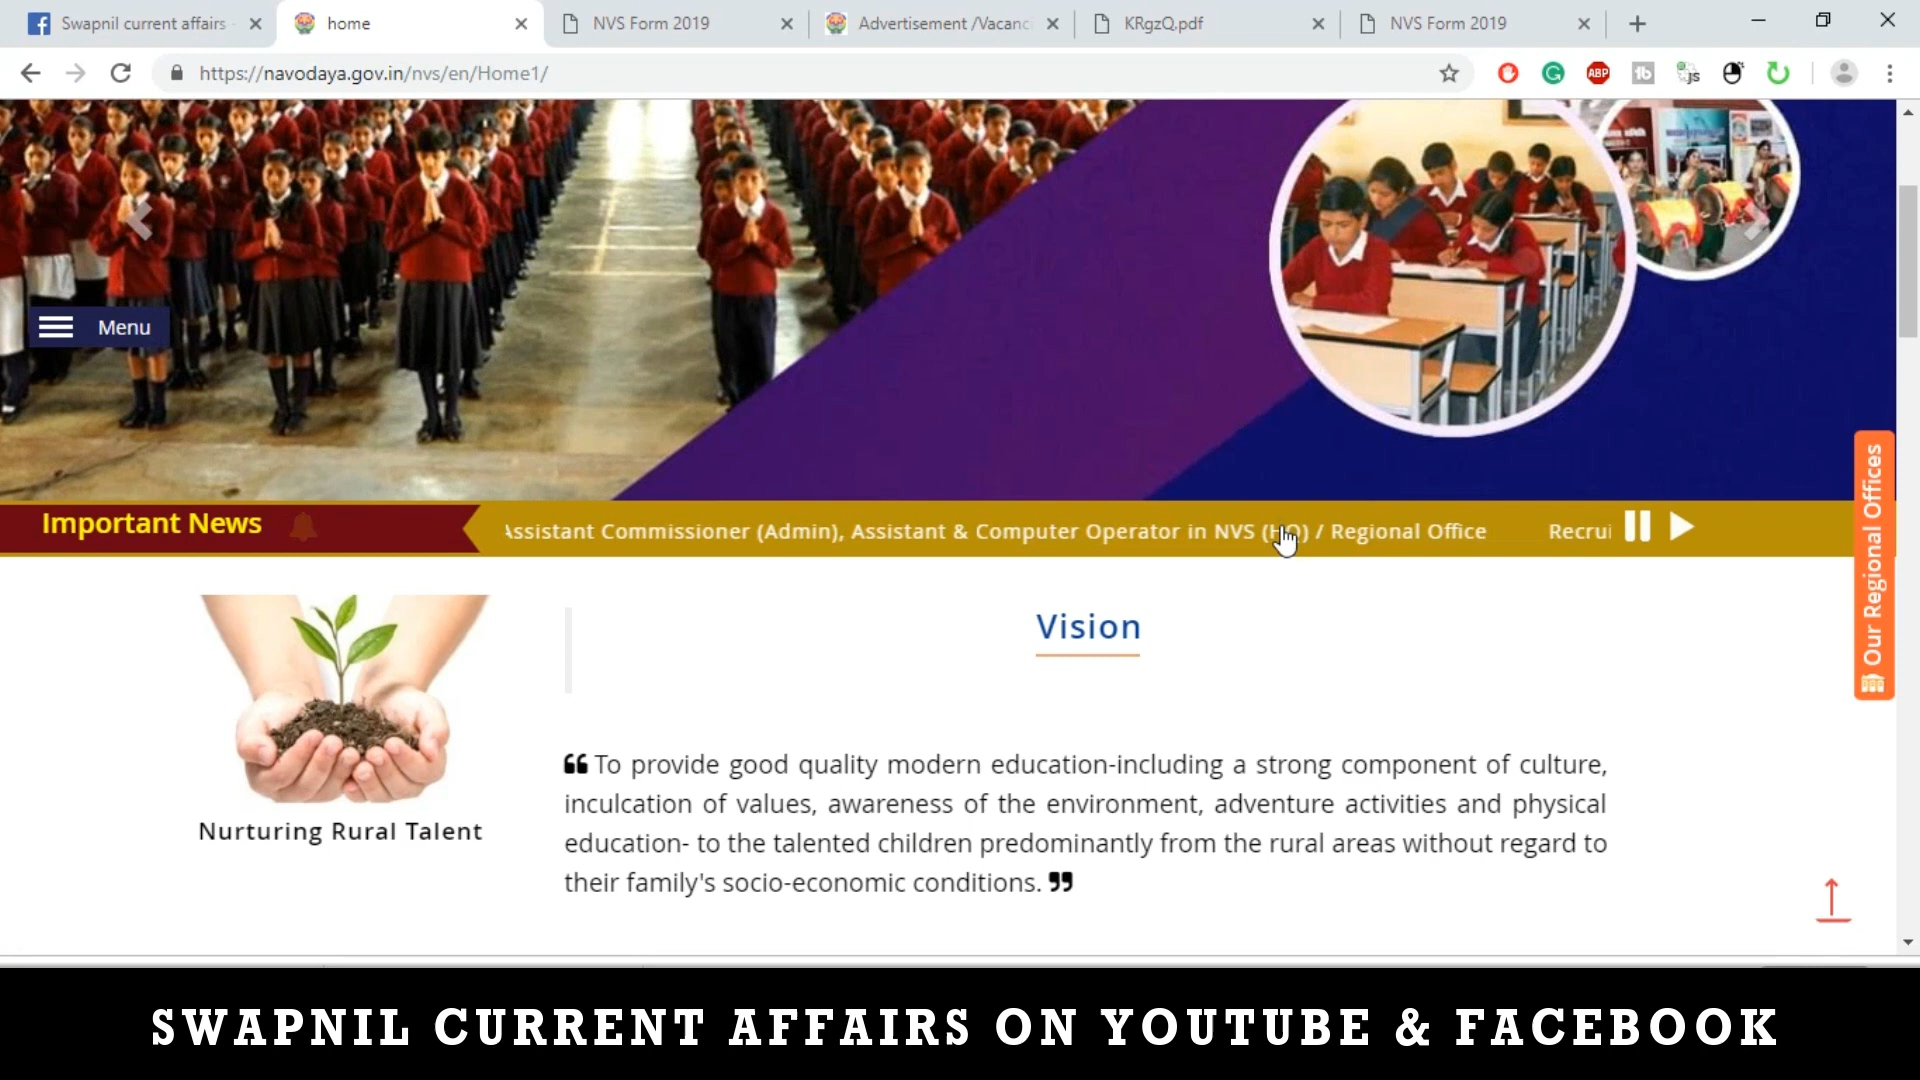 Swapnil current affairs
home
NVS Form 2019
Advertisement /Vacanc
KRgzQ.pdf
NVS Form 2019
https://navodaya.gov.in/nvs/en/Home1/
ABP
Menu
Important News
Assistant Commissioner (Admin), Assistant & Computer Operator in NVS (HQ) / Regional Office
Recrui
Our Regional Offices
Vision
To provide good quality modern education-including a strong component of culture,
inculcation of values, awareness of the environment, adventure activities and physical
education- to the talented children predominantly from the rural areas without regard to
their family's socio-economic conditions.
Nurturing Rural Talent
SWAPNIL CURRENT AFFAIRS ON YOUTUBE & FACEBOOK